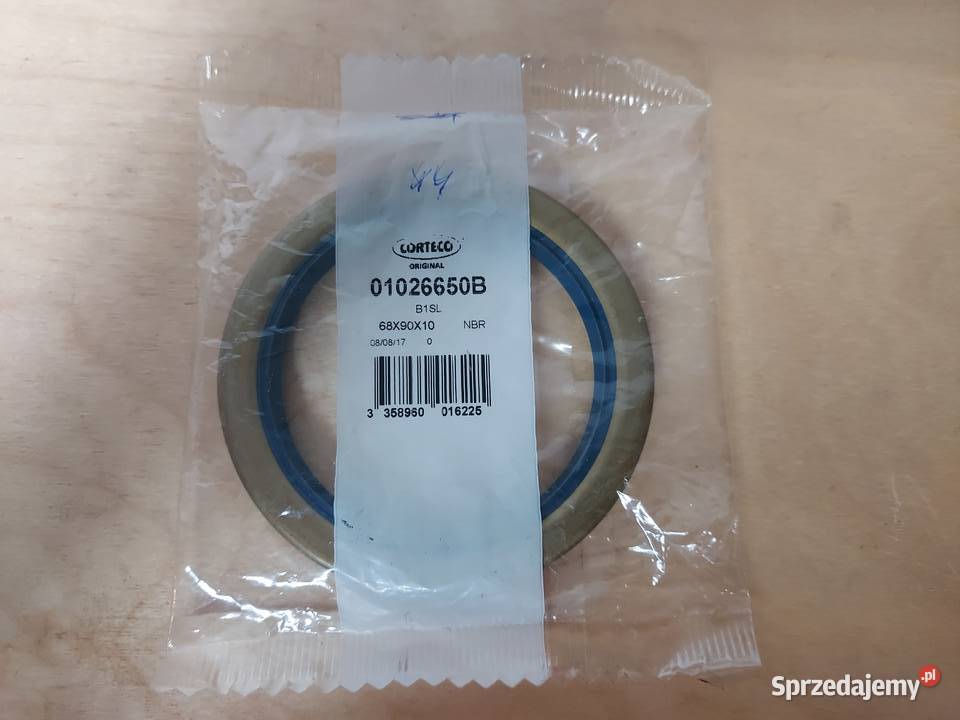 CORTECO
ORIGINAL
01026650B
B1SL
68X90X10 NBR
08/08/17 0
3 358960 016225
Sprzedajemy.pl